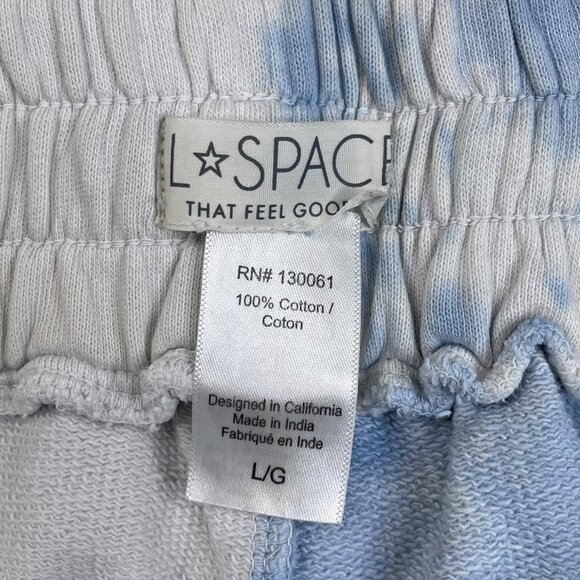 L☆SPACE
THAT FEEL GOOD
RN# 130061
100% Cotton /
Coton
Designed in California
Made in India
Fabriqué en Inde
L/G